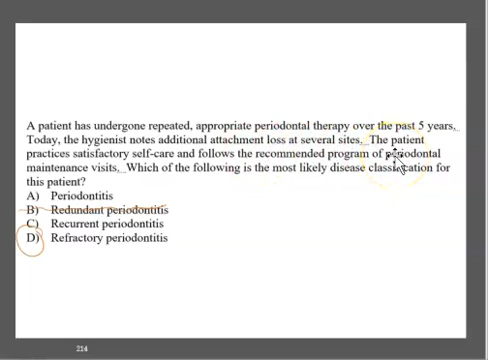 A patient has undergone repeated, appropriate periodontal therapy over the past 5 years.
Today, the hygienist notes additional attachment loss at several sites. The patient
practices satisfactory self-care and follows the recommended program of periodontal
maintenance visits. Which of the following is the most likely disease classification for
this patient?
A) Periodontitis
B) Redundant periodontitis
C) Recurrent periodontitis
D) Refractory periodontitis
214